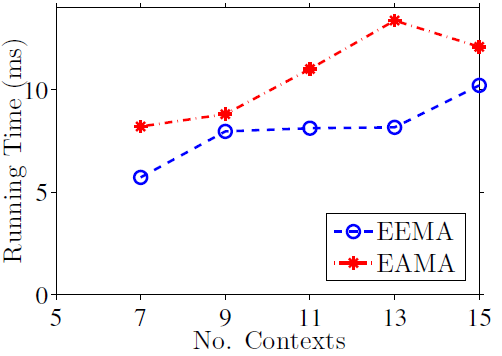 Running Time (ms)
10
5
0
5 7 9 11 13 15
No. Contexts
EEMA
EAMA